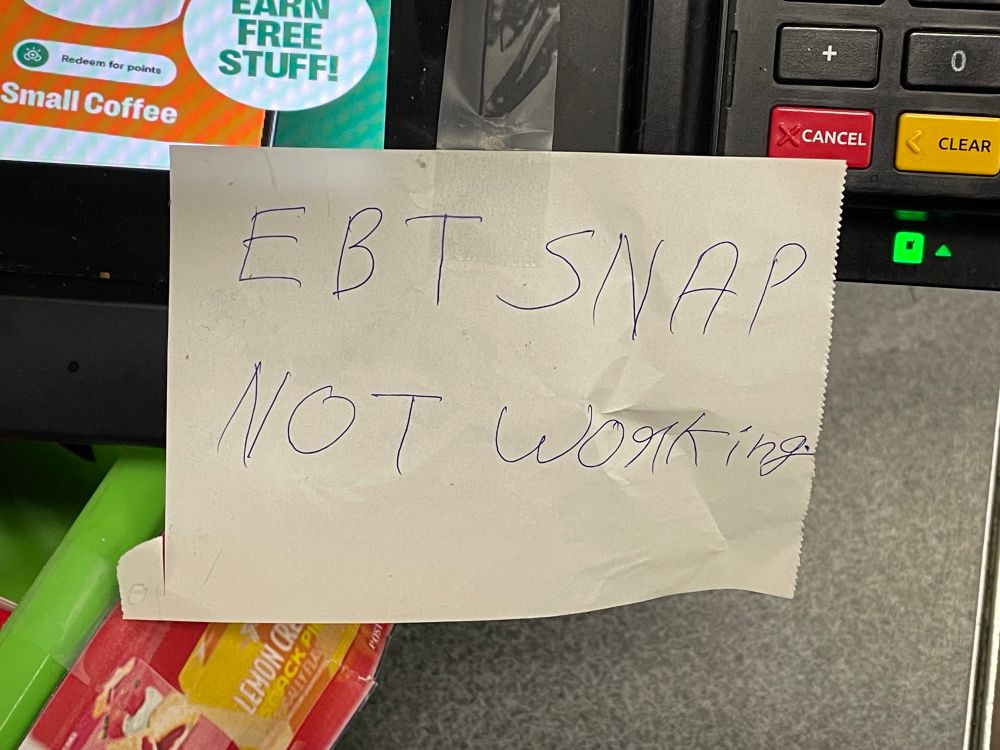 EARN
FREE
STUFF!
Redeem for points
Small Coffee
+
0
CANCEL
CLEAR
EBT SNAP
NOT Working.
LEMON